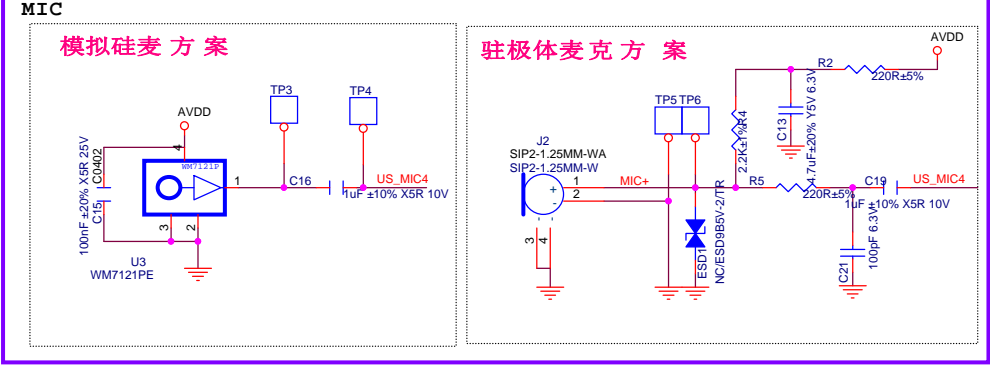 MIC
模拟硅麦方案
AVDD
4
WM7121P
1
100nF ±20% X5R 25V
C0402
C15
3
2
U3
WM7121PE
TP3
TP4
C16
1uF ±10% X5R 10V
US_MIC4
驻极体麦克方 案
AVDD
R2
220R±5%
C13
4.7uF±20% Y5V 6.3V
R4
2.2K±1%
TP5
TP6
J2
SIP2-1.25MM-WA
SIP2-1.25MM-W
+
-
1
2
MIC+
3
4
ESD1
NC/ESD9B5V-2/TR
R5
220R±5%
C19
1uF ±10% X5R 10V
US_MIC4
C21
100pF 6.3V